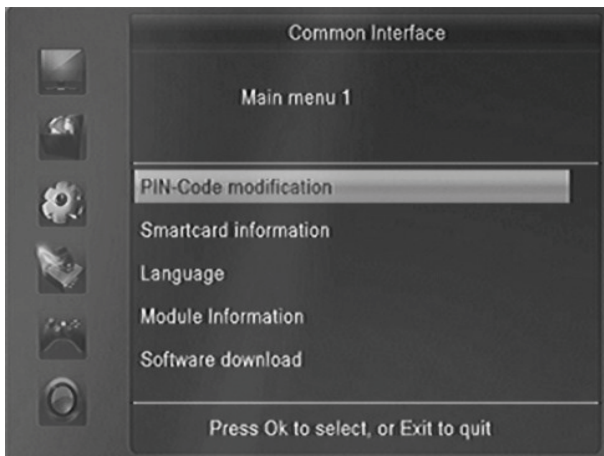 Common Interface
Main menu 1
PIN-Code modification
Smartcard information
Language
Module Information
Software download
Press Ok to select, or Exit to quit